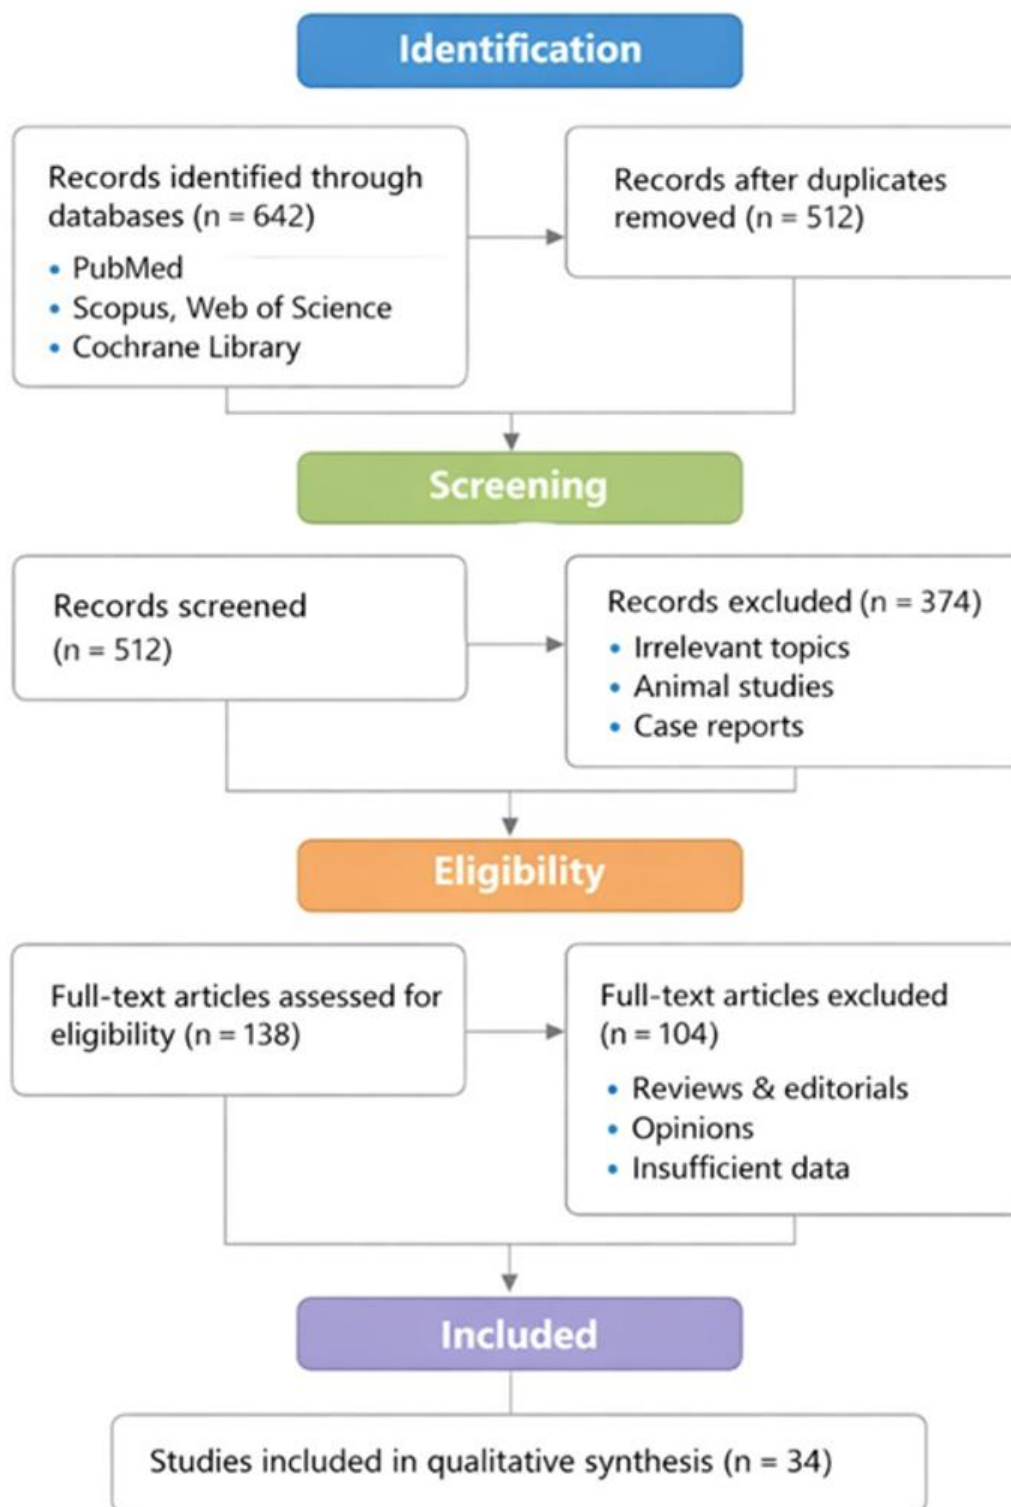 Identification
Records identified through
databases (n = 642)
• PubMed
• Scopus, Web of Science
• Cochrane Library
Records after duplicates
removed (n = 512)
Screening
Records screened
(n = 512)
Records excluded (n = 374)
• Irrelevant topics
• Animal studies
• Case reports
Eligibility
Full-text articles assessed for
eligibility (n = 138)
Full-text articles excluded
(n = 104)
• Reviews & editorials
• Opinions
• Insufficient data
Included
Studies included in qualitative synthesis (n = 34)